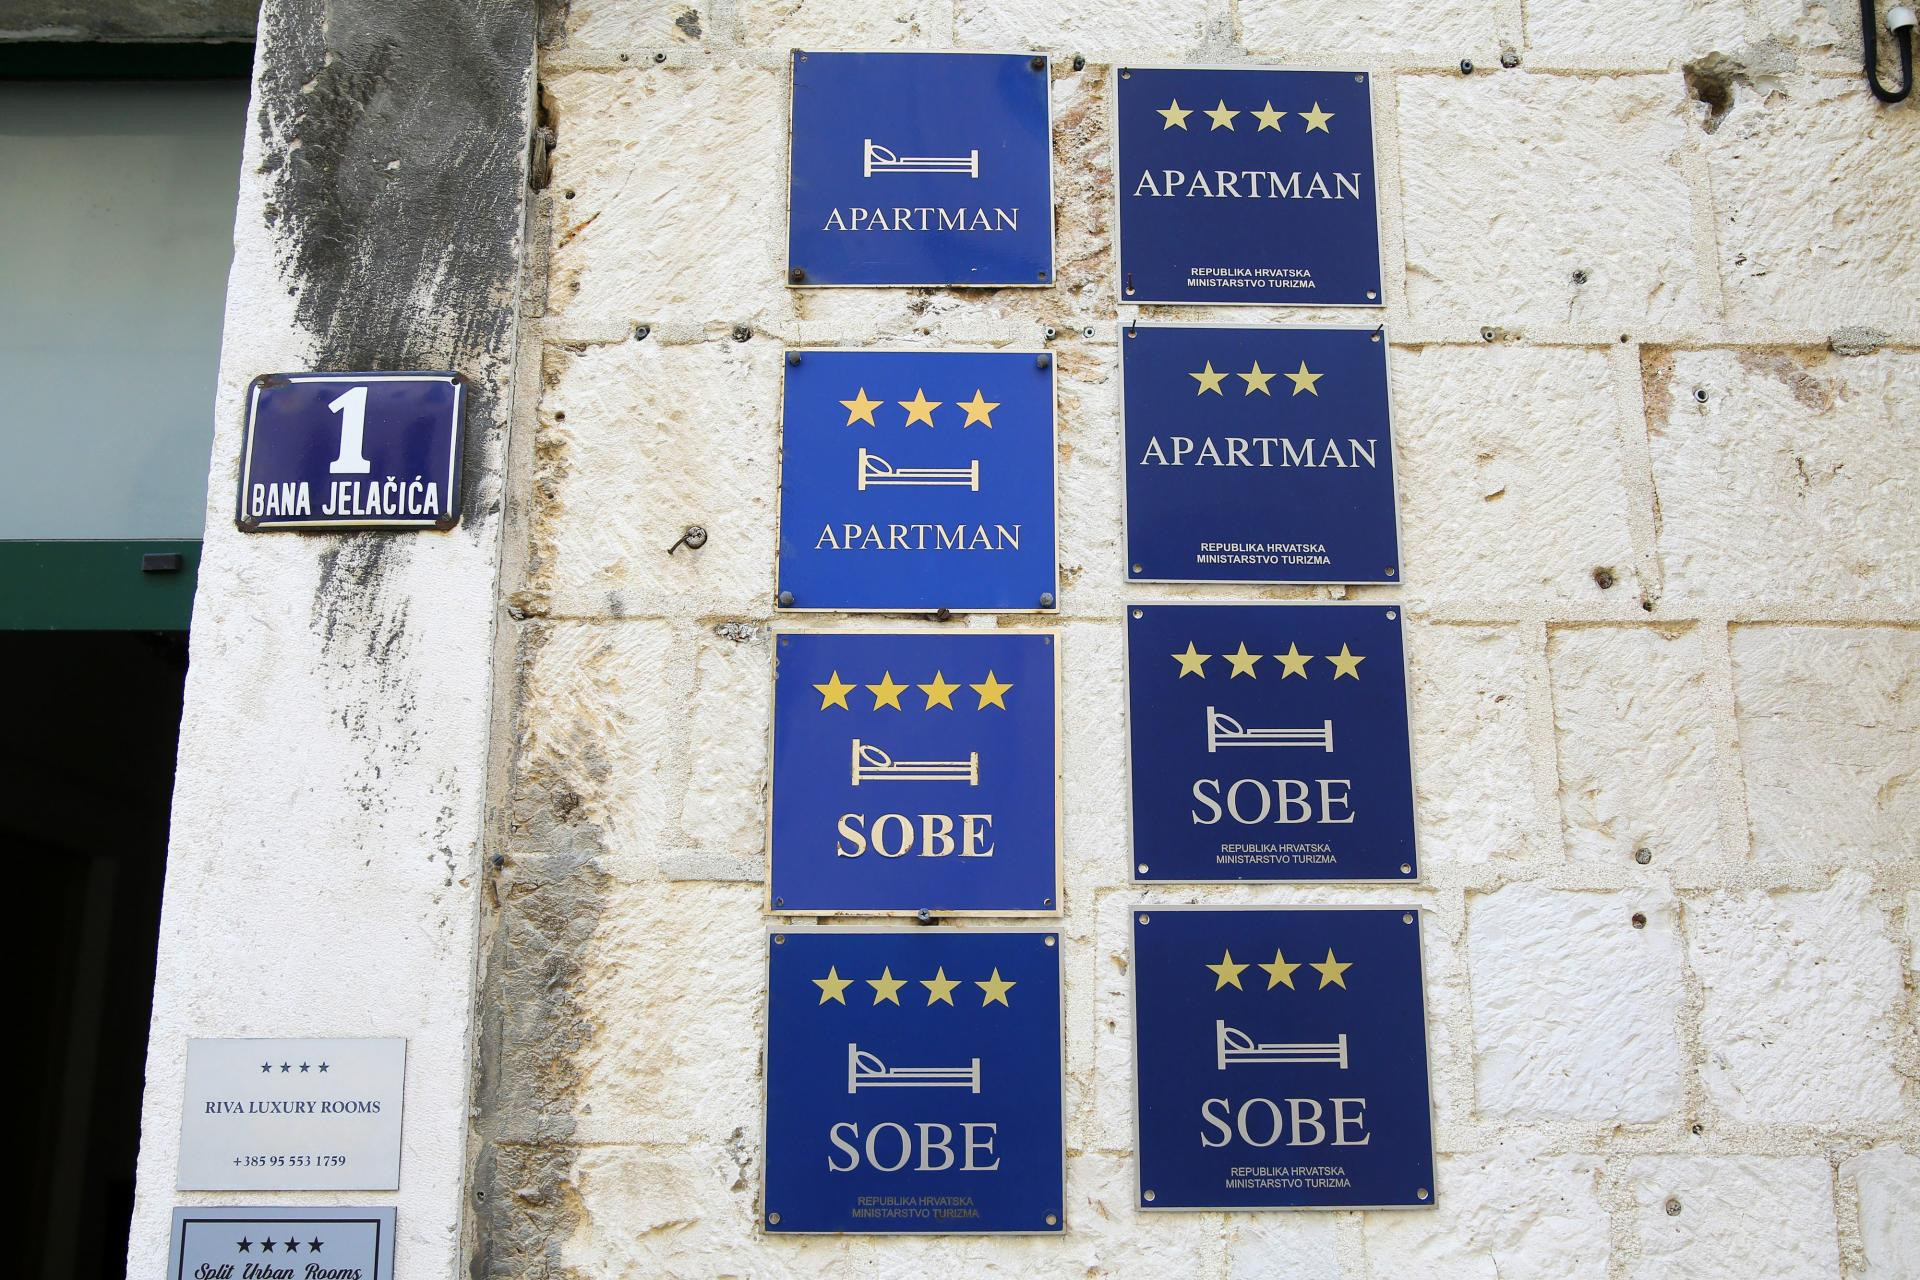 1
BANA JELAČIĆA
RIVA LUXURY ROOMS
+385 95 553 1759
Split Urban Rooms
APARTMAN
APARTMAN
SOBE
SOBE
REPUBLIKA HRVATSKA
MINISTARSTVO TURIZMA
APARTMAN
REPUBLIKA HRVATSKA
MINISTARSTVO TURIZMA
APARTMAN
REPUBLIKA HRVATSKA
MINISTARSTVO TURIZMA
SOBE
REPUBLIKA HRVATSKA
MINISTARSTVO TURIZMA
SOBE
REPUBLIKA HRVATSKA
MINISTARSTVO TURIZMA